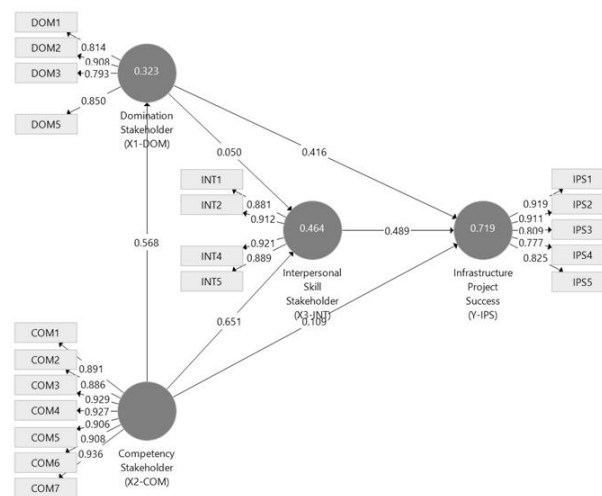 DOM1
DOM2
DOM3
DOM5
0.814
0.908
0.793
0.850
0.323
Domination
Stakeholder
(X1-DOM)
0.416
0.050
INT1
INT2
INT4
INT5
0.881
0.912
0.921
0.889
0.464
Interpersonal
Skill
Stakeholder
(X3-INT)
0.489
0.719
Infrastructure
Project
Success
(Y-IPS)
0.919
0.911
0.809
0.777
0.825
IPS1
IPS2
IPS3
IPS4
IPS5
0.568
0.651
0.109
COM1
COM2
COM3
COM4
COM5
COM6
COM7
0.891
0.886
0.929
0.927
0.906
0.908
0.936
Competency
Stakeholder
(X2-COM)